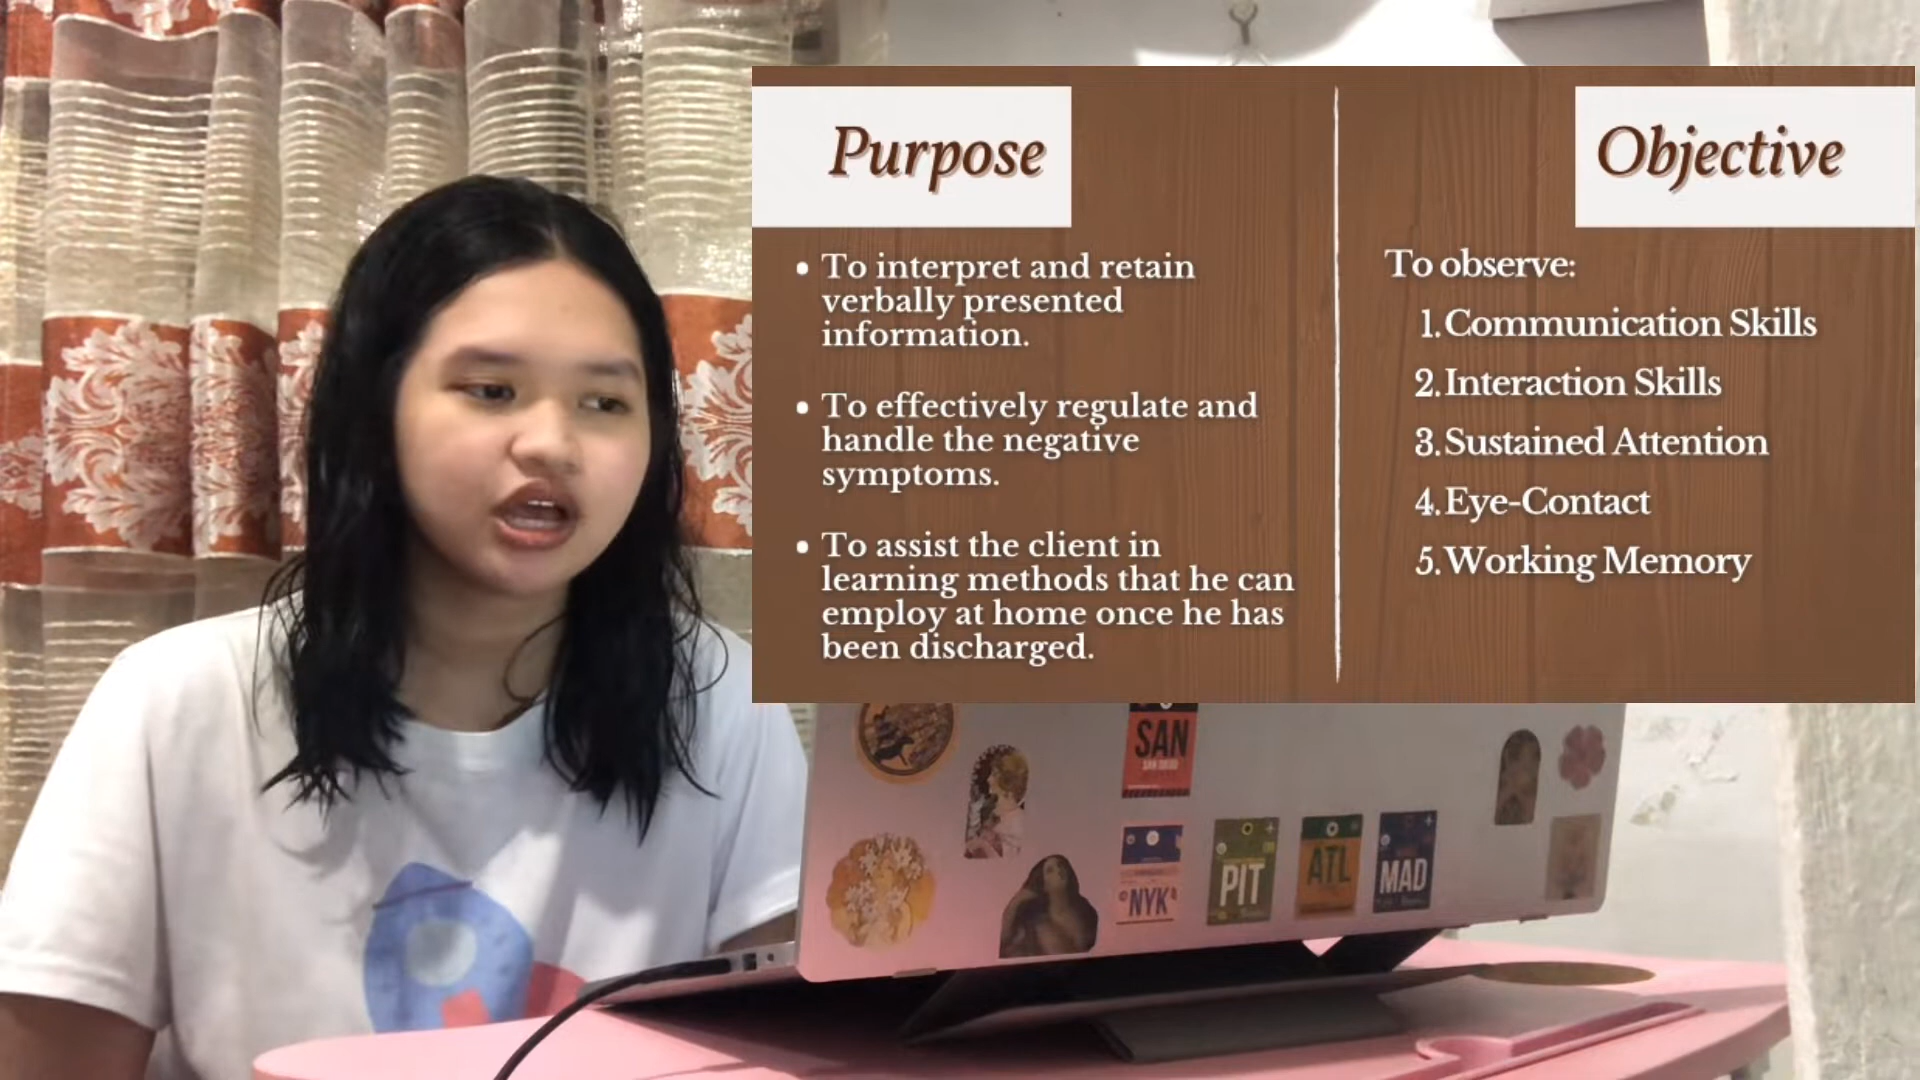 Purpose
• To interpret and retain
verbally presented
information.
• To effectively regulate and
handle the negative
symptoms.
• To assist the client in
learning methods that he can
employ at home once he has
been discharged.
Objective
To observe:
1. Communication Skills
2. Interaction Skills
3. Sustained Attention
4. Eye-Contact
5. Working Memory
SAN
SAN DIEGO
NYK
PIT
ATL
MAD